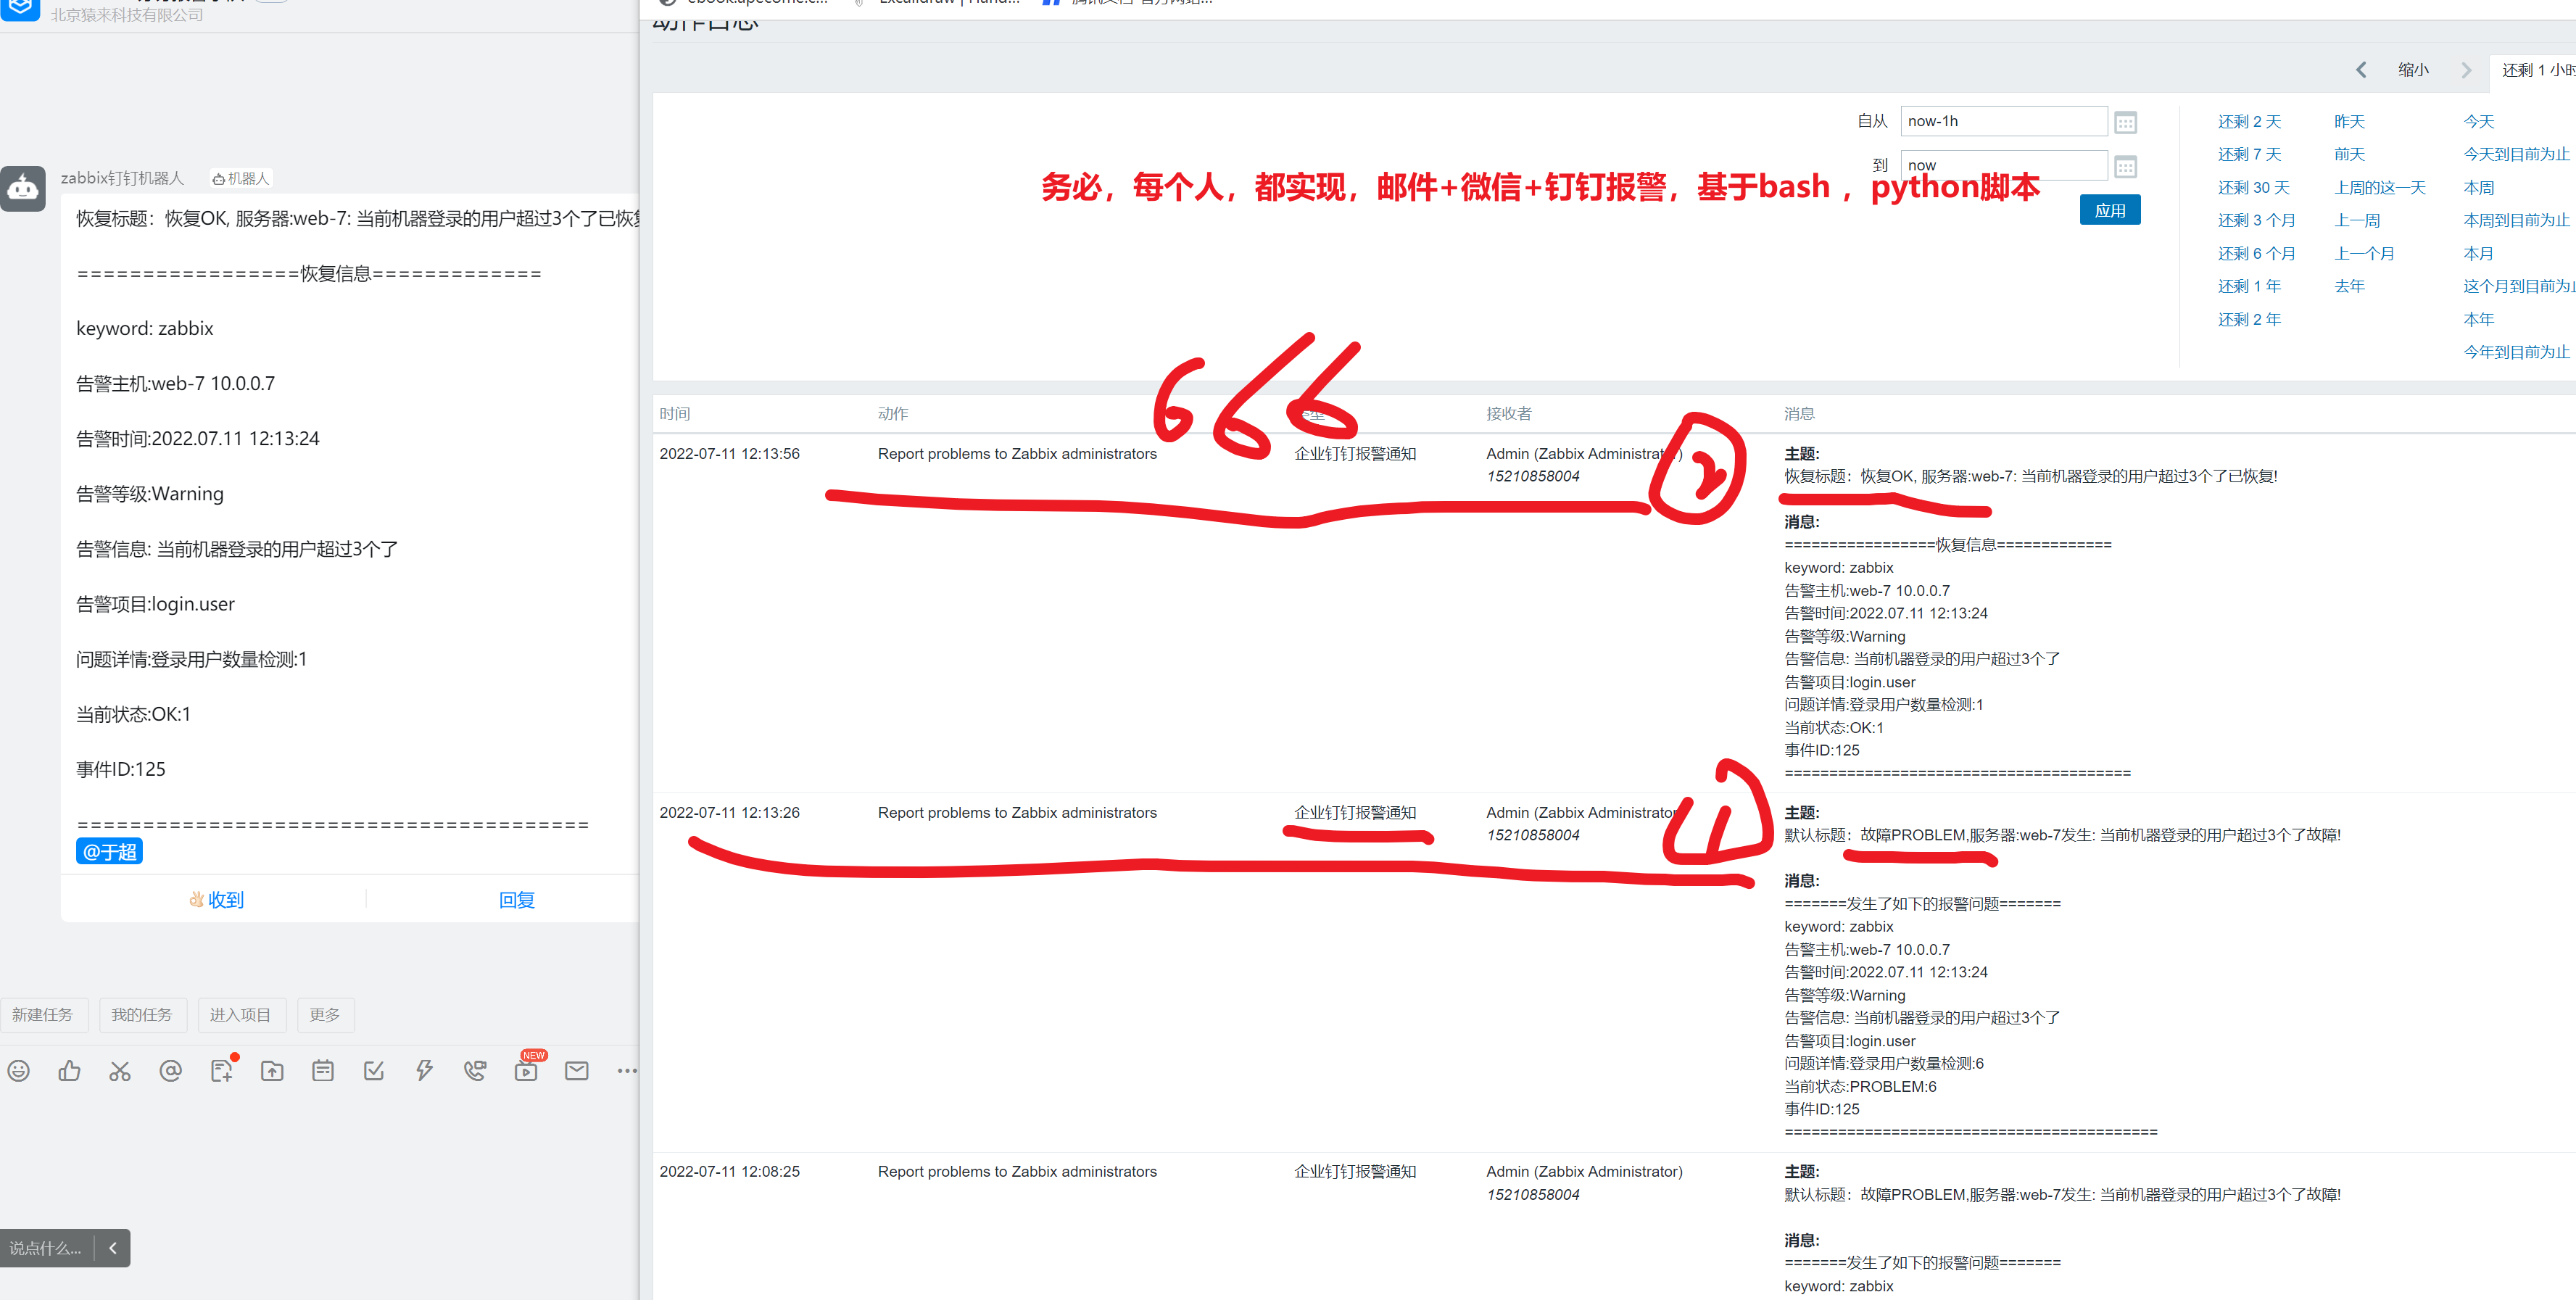 北京猿来科技有限公司
zabbix钉钉机器人 机器人
恢复标题：恢复OK, 服务器:web-7: 当前机器登录的用户超过3个了已恢
=================恢复信息=============
keyword: zabbix
告警主机:web-7 10.0.0.7
告警时间:2022.07.11 12:13:24
告警等级:Warning
告警信息: 当前机器登录的用户超过3个了
告警项目:login.user
问题详情:登录用户数量检测:1
当前状态:OK:1
事件ID:125
=======================================
@于超
收到 回复
新建任务 我的任务 进入项目 更多
NEW
说点什么...
动作日志
缩小 还剩 1 小时
自从 now-1h
到 now
应用
务必，每个人，都实现，邮件+微信+钉钉报警，基于bash ，python脚本
还剩 2 天 昨天 今天
还剩 7 天 前天 今天到目前为止
还剩 30 天 上周的这一天 本周
还剩 3 个月 上一周 本周到目前为止
还剩 6 个月 上一个月 本月
还剩 1 年 去年 这个月到目前为止
还剩 2 年 本年
今年到目前为止
666
时间 动作 接收者 消息
2022-07-11 12:13:56 Report problems to Zabbix administrators 企业钉钉报警通知 Admin (Zabbix Administrator) 主题:
15210858004 恢复标题：恢复OK, 服务器:web-7: 当前机器登录的用户超过3个了已恢复!
2
消息:
=================恢复信息=============
keyword: zabbix
告警主机:web-7 10.0.0.7
告警时间:2022.07.11 12:13:24
告警等级:Warning
告警信息: 当前机器登录的用户超过3个了
告警项目:login.user
问题详情:登录用户数量检测:1
当前状态:OK:1
事件ID:125
=======================================
2022-07-11 12:13:26 Report problems to Zabbix administrators 企业钉钉报警通知 Admin (Zabbix Administrator 主题:
15210858004 默认标题：故障PROBLEM,服务器:web-7发生: 当前机器登录的用户超过3个了故障!
1
消息:
=======发生了如下的报警问题=======
keyword: zabbix
告警主机:web-7 10.0.0.7
告警时间:2022.07.11 12:13:24
告警等级:Warning
告警信息: 当前机器登录的用户超过3个了
告警项目:login.user
问题详情:登录用户数量检测:6
当前状态:PROBLEM:6
事件ID:125
==========================================
2022-07-11 12:08:25 Report problems to Zabbix administrators 企业钉钉报警通知 Admin (Zabbix Administrator) 主题:
15210858004 默认标题：故障PROBLEM,服务器:web-7发生: 当前机器登录的用户超过3个了故障!
消息:
=======发生了如下的报警问题=======
keyword: zabbix